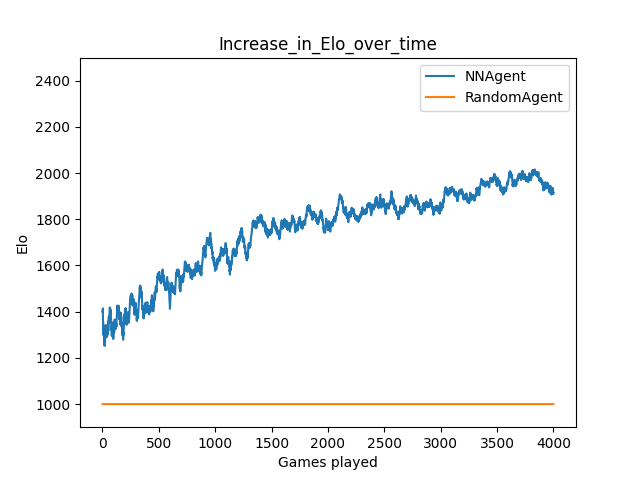 Increase_in_Elo_over_time
NNAgent
RandomAgent
2400
2200
2000
1800
1600
1400
1200
1000
Elo
0 500 1000 1500 2000 2500 3000 3500 4000
Games played